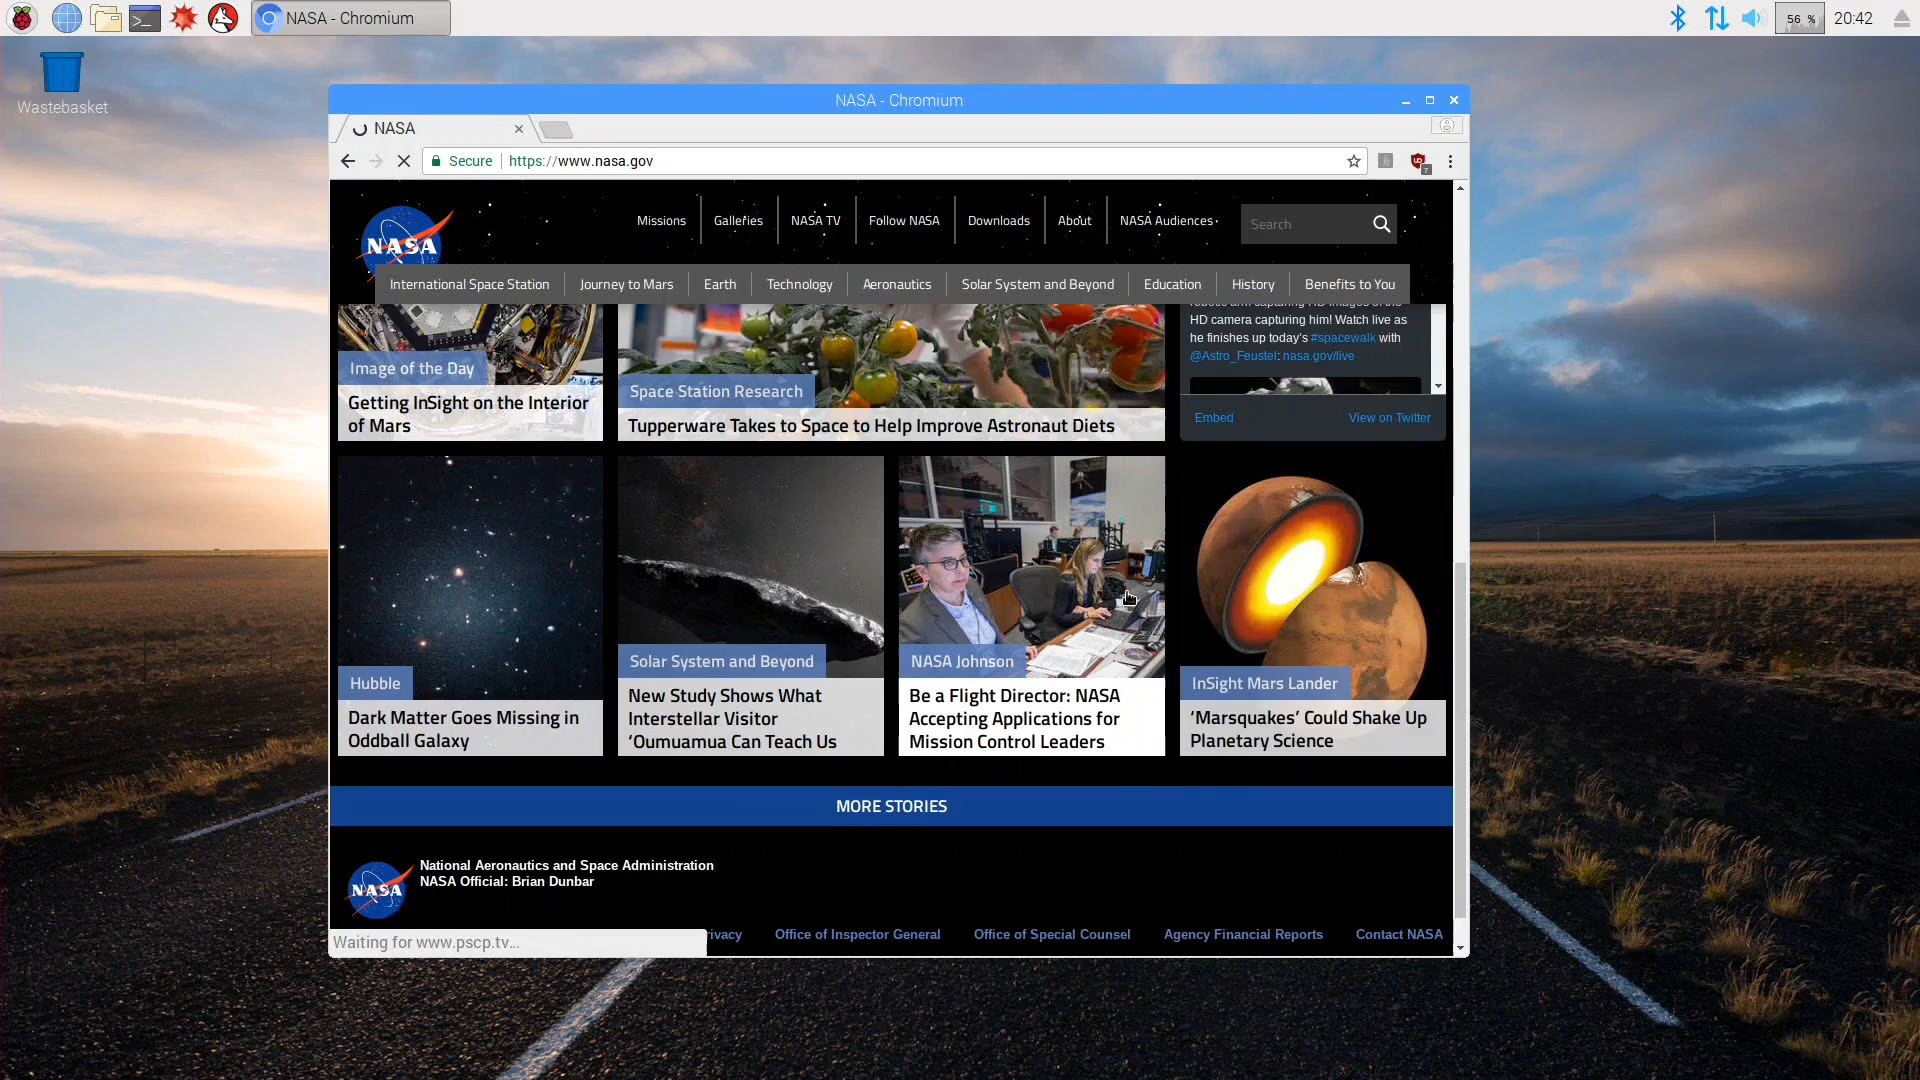 NASA - Chromium
56 %
20:42
Wastebasket
NASA - Chromium
NASA
Secure
https://www.nasa.gov
7
NASA
Missions
Galleries
NASA TV
Follow NASA
Downloads
About
NASA Audiences
Search
International Space Station
Journey to Mars
Earth
Technology
Aeronautics
Solar System and Beyond
Education
History
Benefits to You
Image of the Day
Getting InSight on the Interior
of Mars
Space Station Research
Tupperware Takes to Space to Help Improve Astronaut Diets
HD camera capturing him! Watch live as
he finishes up today's #spacewalk with
@Astro_Feustel: nasa.gov/live
Embed
View on Twitter
Hubble
Dark Matter Goes Missing in
Oddball Galaxy
Solar System and Beyond
New Study Shows What
Interstellar Visitor
‘Oumuamua Can Teach Us
NASA Johnson
Be a Flight Director: NASA
Accepting Applications for
Mission Control Leaders
InSight Mars Lander
‘Marsquakes’ Could Shake Up
Planetary Science
MORE STORIES
NASA
National Aeronautics and Space Administration
NASA Official: Brian Dunbar
Waiting for www.pscp.tv...
rivacy
Office of Inspector General
Office of Special Counsel
Agency Financial Reports
Contact NASA